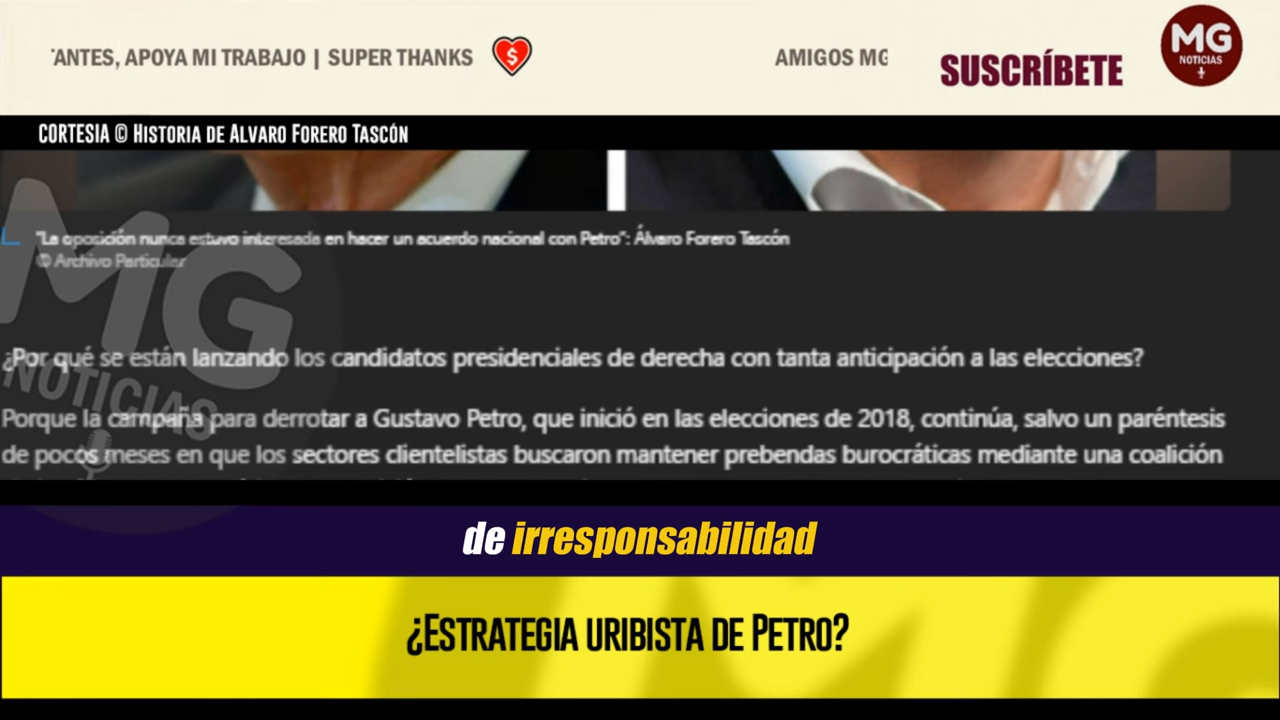 'ANTES, APOYA MI TRABAJO | SUPER THANKS
AMIGOS MG
SUSCRÍBETE
MG
NOTICIAS
CORTESIA © HISTORIA DE ALVARO FORERO TASCÓN
"La oposición nunca estuvo interesada en hacer un acuerdo nacional con Petro": Álvaro Forero Tascón
© Archivo Particular
MG
NOTICIAS
¿Por qué se están lanzando los candidatos presidenciales de derecha con tanta anticipación a las elecciones?
Porque la campaña para derrotar a Gustavo Petro, que inició en las elecciones de 2018, continúa, salvo un paréntesis
de pocos meses en que los sectores clientelistas buscaron mantener prebendas burocráticas mediante una coalición
de irresponsabilidad
¿ESTRATEGIA URIBISTA DE PETRO?